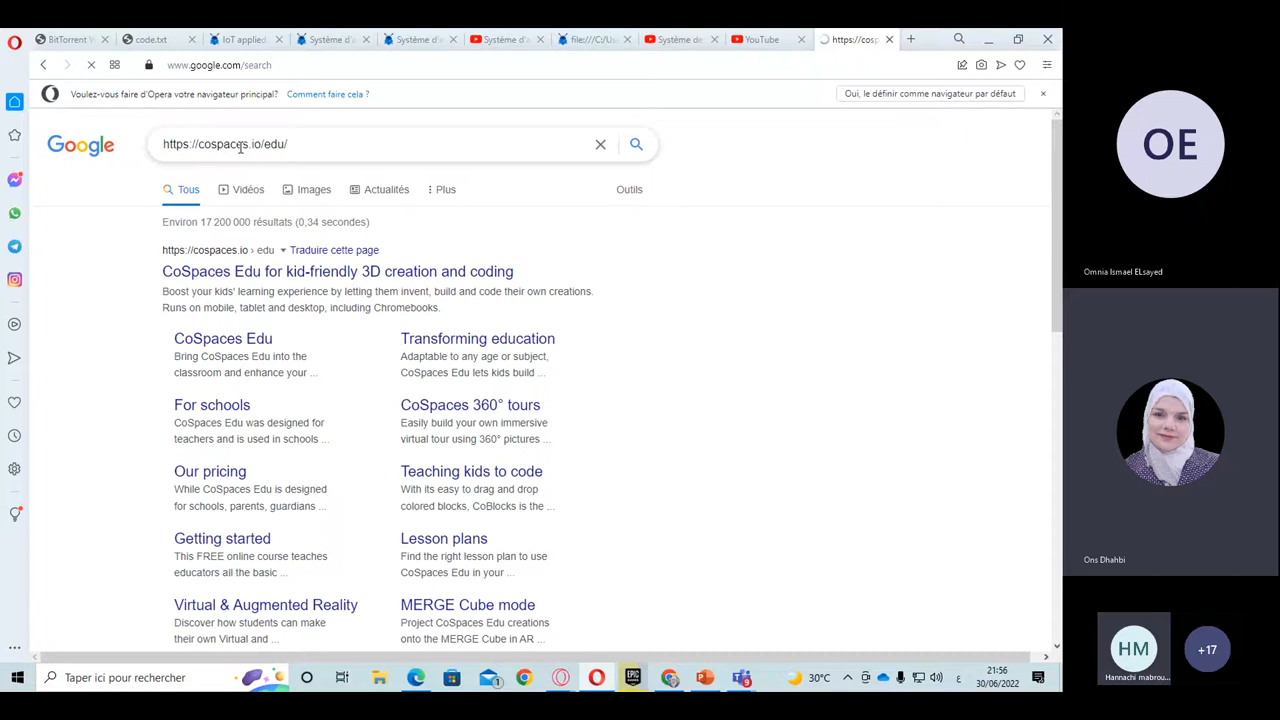 BitTorrent V
code.txt
IoT applied
Système d'a
Système d'i
Système d'a
file:///C:/Use
Système de
YouTube
https://cosp
www.google.com/search
Voulez-vous faire d'Opera votre navigateur principal?
Comment faire cela ?
Oui, le définir comme navigateur par défaut
Google
https://cospaces.io/edu/
Tous
Vidéos
Images
Actualités
Plus
Outils
Environ 17 200 000 résultats (0,34 secondes)
https://cospaces.io › edu
Traduire cette page
CoSpaces Edu for kid-friendly 3D creation and coding
Boost your kids' learning experience by letting them invent, build and code their own creations.
Runs on mobile, tablet and desktop, including Chromebooks.
CoSpaces Edu
Bring CoSpaces Edu into the
classroom and enhance your ...
Transforming education
Adaptable to any age or subject,
CoSpaces Edu lets kids build ...
For schools
CoSpaces Edu was designed for
teachers and is used in schools ...
CoSpaces 360° tours
Easily build your own immersive
virtual tour using 360° pictures ...
Our pricing
While CoSpaces Edu is designed
for schools, parents, guardians ...
Teaching kids to code
With its easy to drag and drop
colored blocks, CoBlocks is the ...
Getting started
This FREE online course teaches
educators all the basic ...
Lesson plans
Find the right lesson plan to use
CoSpaces Edu in your ...
Virtual & Augmented Reality
Discover how students can make
their own Virtual and ...
MERGE Cube mode
Project CoSpaces Edu creations
onto the MERGE Cube in AR ...
Taper ici pour rechercher
1
EPIC
9
30°C
ع
21:56
30/06/2022
OE
Omnia Ismael ELsayed
Ons Dhahbi
HM
Hannachi mabrou...
+17